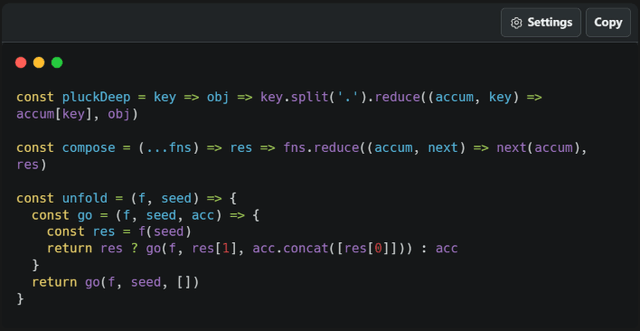 Settings
Copy
const pluckDeep = key => obj => key.split('.').reduce((accum, key) =>
accum[key], obj)
const compose = (...fns) => res => fns.reduce((accum, next) => next(accum),
res)
const unfold = (f, seed) => {
  const go = (f, seed, acc) => {
    const res = f(seed)
    return res ? go(f, res[1], acc.concat([res[0]])) : acc
  }
  return go(f, seed, [])
}